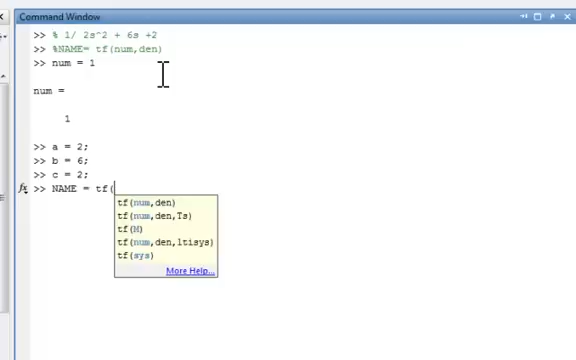 Command Window
>> % 1/ 2s^2 + 6s +2
>> %NAME= tf(num,den)
>> num = 1
num =
1
>> a = 2;
>> b = 6;
>> c = 2;
fx >> NAME = tf(
tf(num,den)
tf(num,den,Ts)
tf(M)
tf(num,den,ltisys)
tf(sys)
More Help...